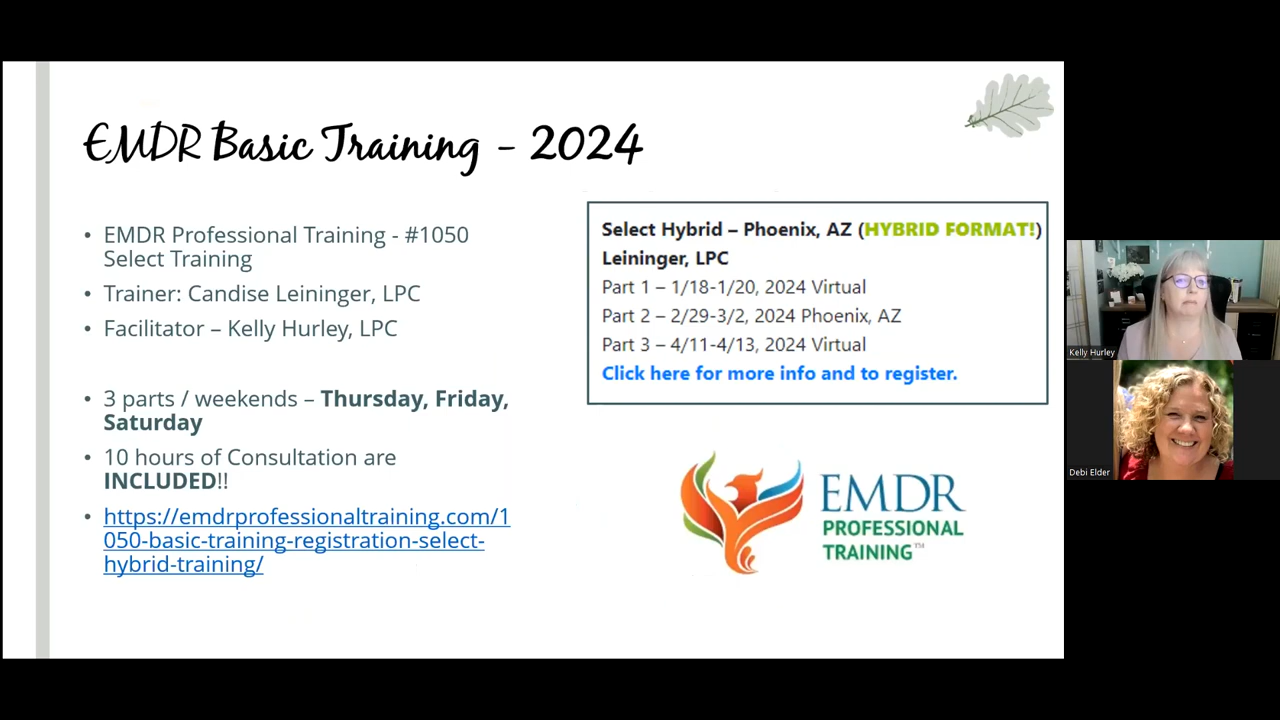 EMDR Basic Training - 2024
• EMDR Professional Training - #1050
Select Training
• Trainer: Candise Leininger, LPC
• Facilitator – Kelly Hurley, LPC
• 3 parts / weekends – Thursday, Friday,
Saturday
• 10 hours of Consultation are
INCLUDED!!
• https://emdrprofessionaltraining.com/1
050-basic-training-registration-select-
hybrid-training/
Select Hybrid – Phoenix, AZ (HYBRID FORMAT!)
Leininger, LPC
Part 1 – 1/18-1/20, 2024 Virtual
Part 2 – 2/29-3/2, 2024 Phoenix, AZ
Part 3 – 4/11-4/13, 2024 Virtual
Click here for more info and to register.
EMDR
PROFESSIONAL
TRAINING™
Kelly Hurley
Debi Elder